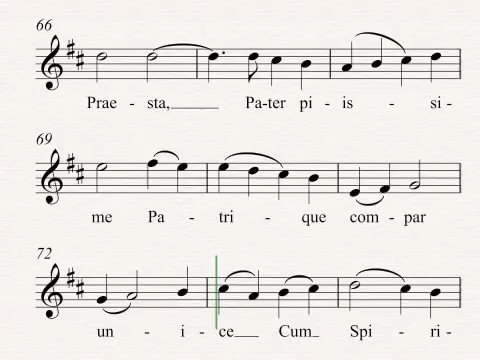 66
Prae - sta, Pa-ter pi - is - si -
69
me Pa - tri - que com - par
72
un - i - ce Cum Spi - ri -